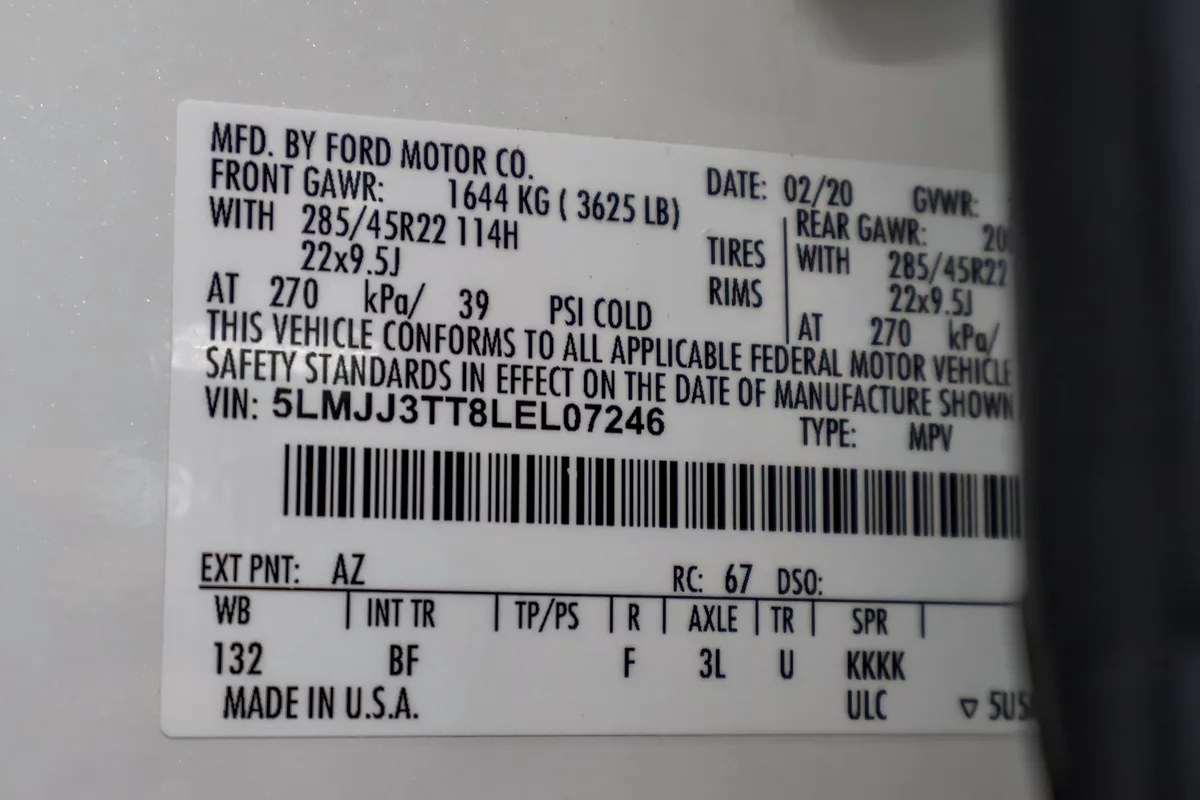 MFD. BY FORD MOTOR CO. DATE: 02/20 GVWR:
FRONT GAWR: 1644 KG ( 3625 LB) REAR GAWR:
WITH 285/45R22 114H TIRES WITH 285/45R22
22x9.5J RIMS 22x9.5J
AT 270 kPa/ 39 PSI COLD AT 270 kPa/
THIS VEHICLE CONFORMS TO ALL APPLICABLE FEDERAL MOTOR VEHICLE
SAFETY STANDARDS IN EFFECT ON THE DATE OF MANUFACTURE SHOWN
VIN: 5LMJJ3TT8LEL07246 TYPE: MPV
EXT PNT: AZ RC: 67 DSO:
WB INT TR TP/PS R AXLE TR SPR
132 BF F 3L U KKKK
MADE IN U.S.A. ULC